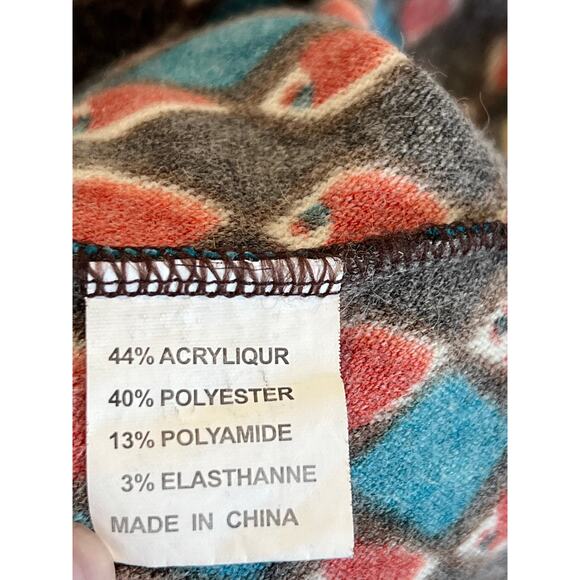 44% ACRYLIQUR
40% POLYESTER
13% POLYAMIDE
3% ELASTHANNE
MADE IN CHINA